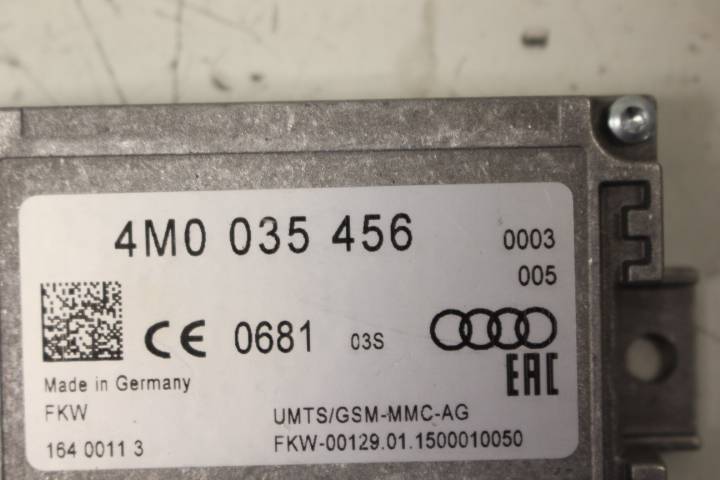 4M0 035 456
0003
005
CE 0681 03S
EAC
Made in Germany
FKW
UMTS/GSM-MMC-AG
164 0011 3
FKW-00129.01.1500010050